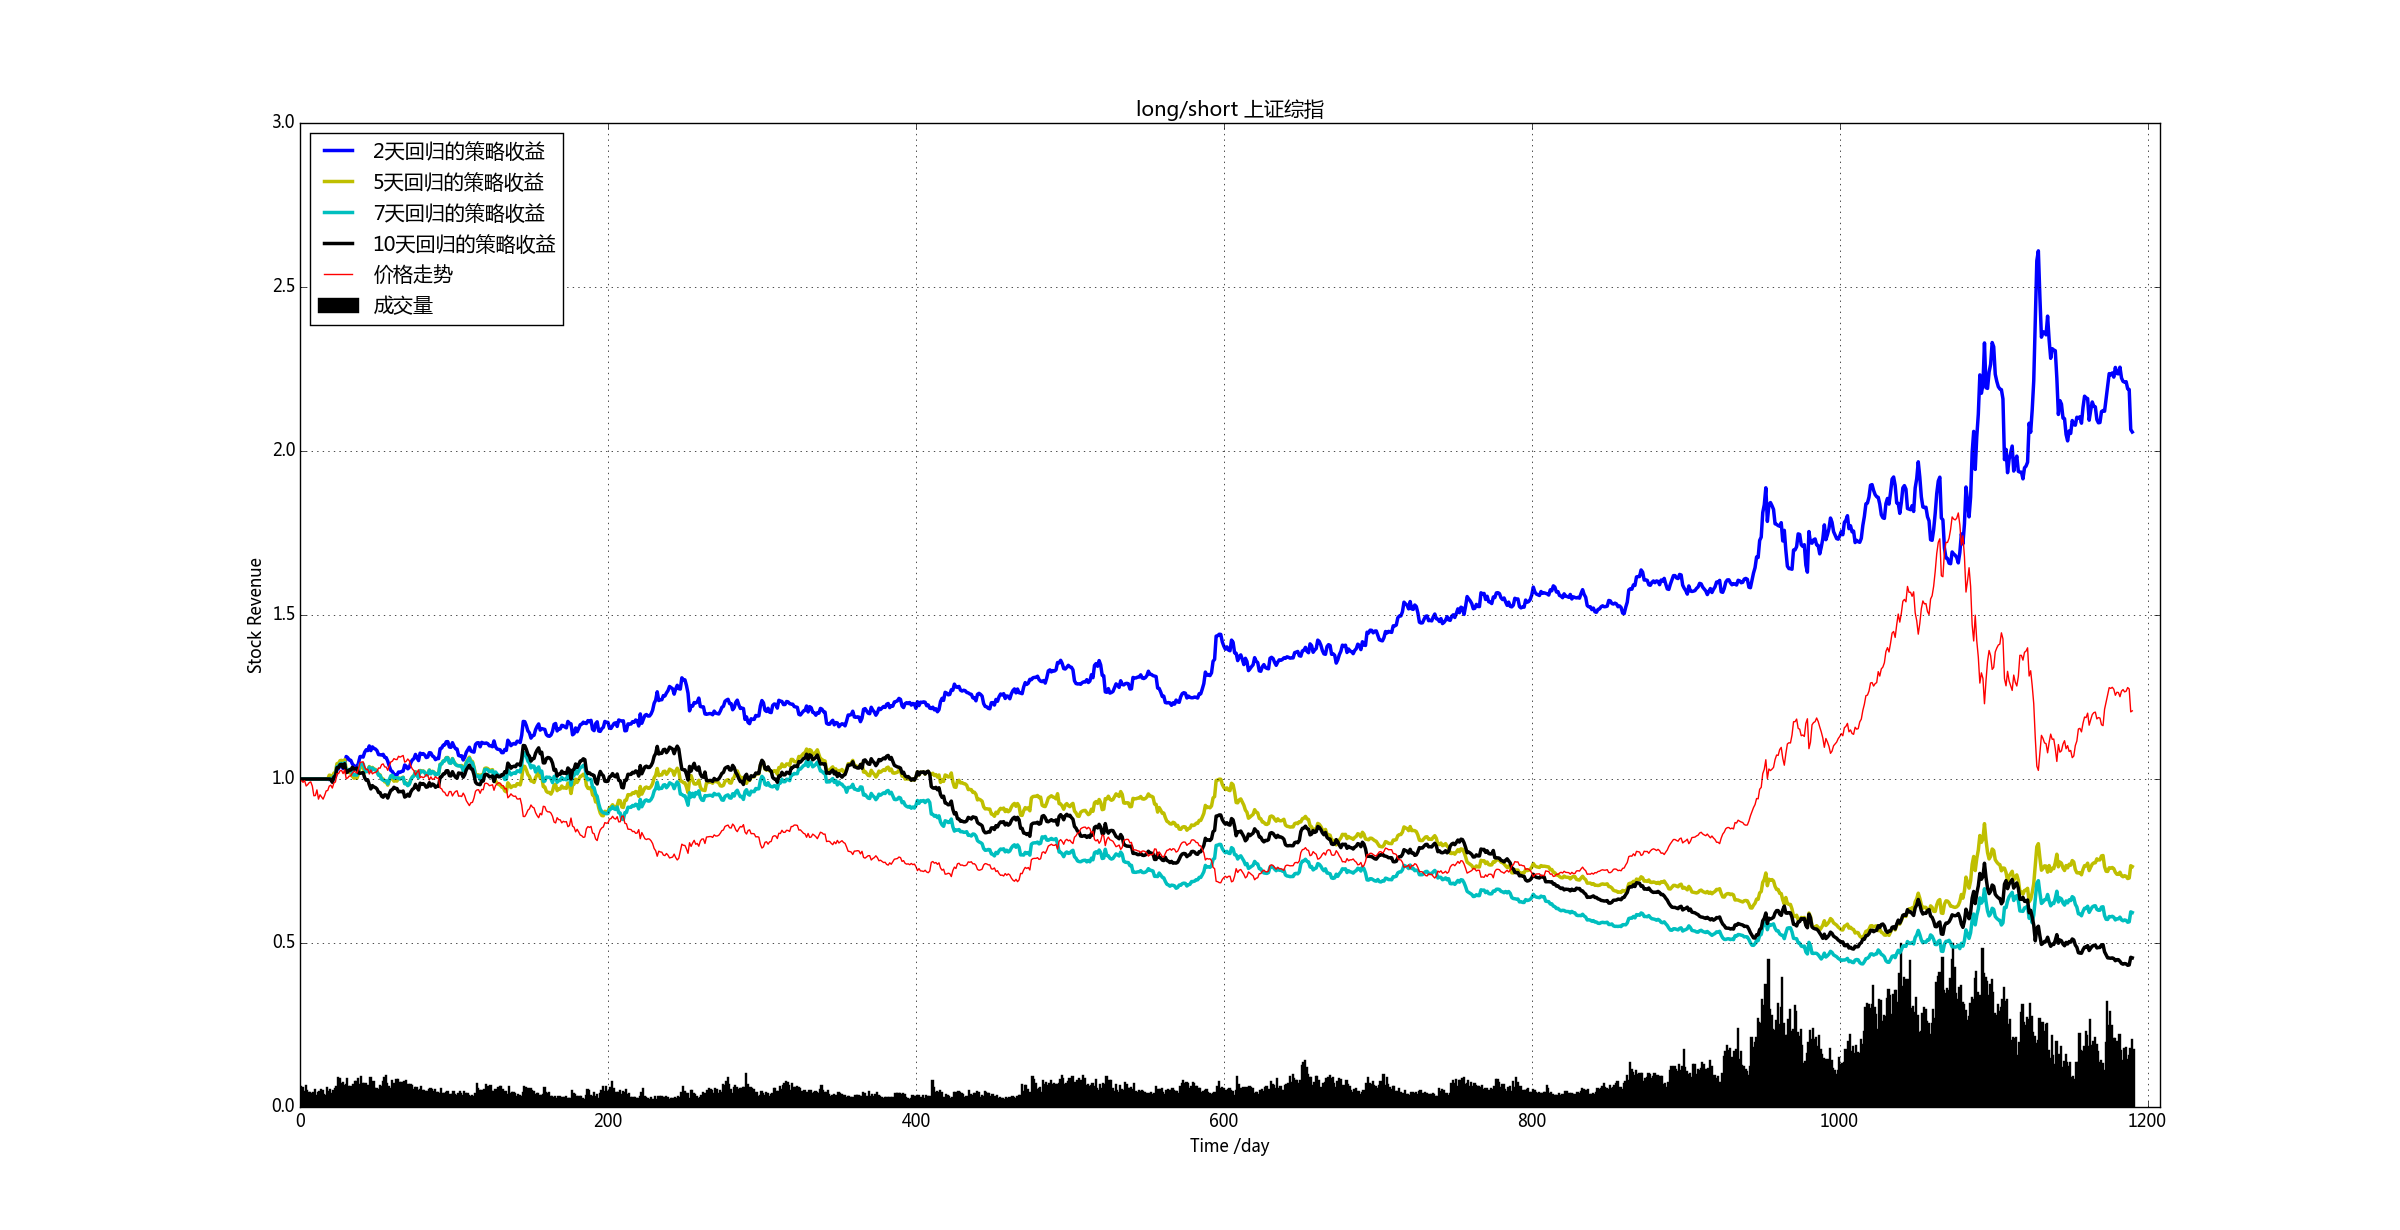 long/short 上证综指
3.0
2.5
2.0
1.5
1.0
0.5
0.0
2天回归的策略收益
5天回归的策略收益
7天回归的策略收益
10天回归的策略收益
价格走势
成交量
Stock Revenue
0 200 400 600 800 1000 1200
Time /day